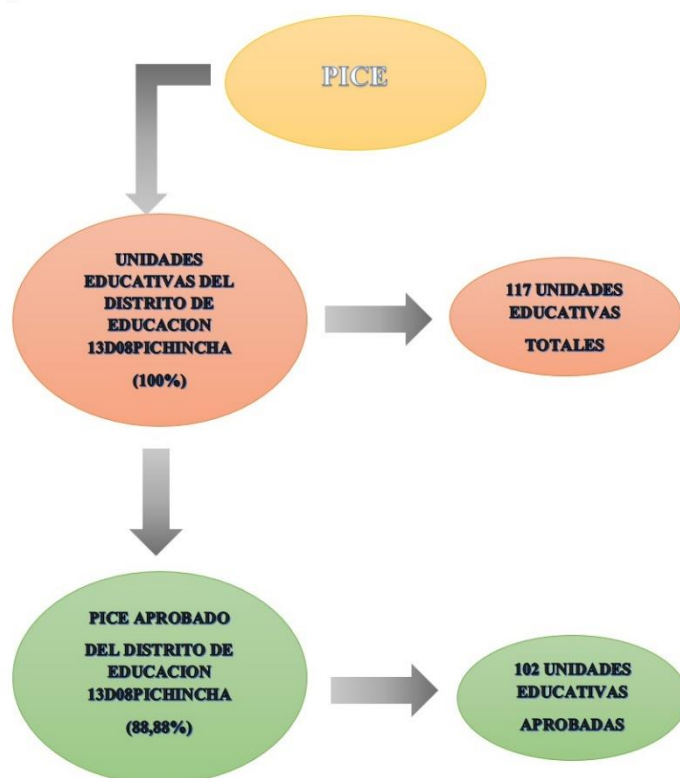 PICE
UNIDADES
EDUCATIVAS DEL
DISTRITO DE
EDUCACION
13D08PICHINCHA
(100%)
117 UNIDADES
EDUCATIVAS
TOTALES
PICE APROBADO
DEL DISTRITO DE
EDUCACION
13D08PICHINCHA
(88,88%)
102 UNIDADES
EDUCATIVAS
APROBADAS